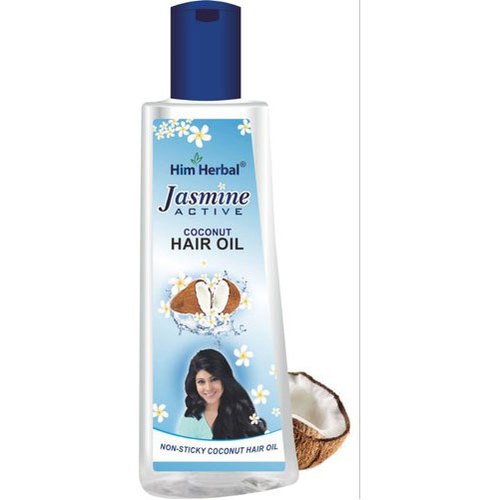 Him Herbal®
Jasmine
ACTIVE
COCONUT
HAIR OIL
NON-STICKY COCONUT HAIR OIL